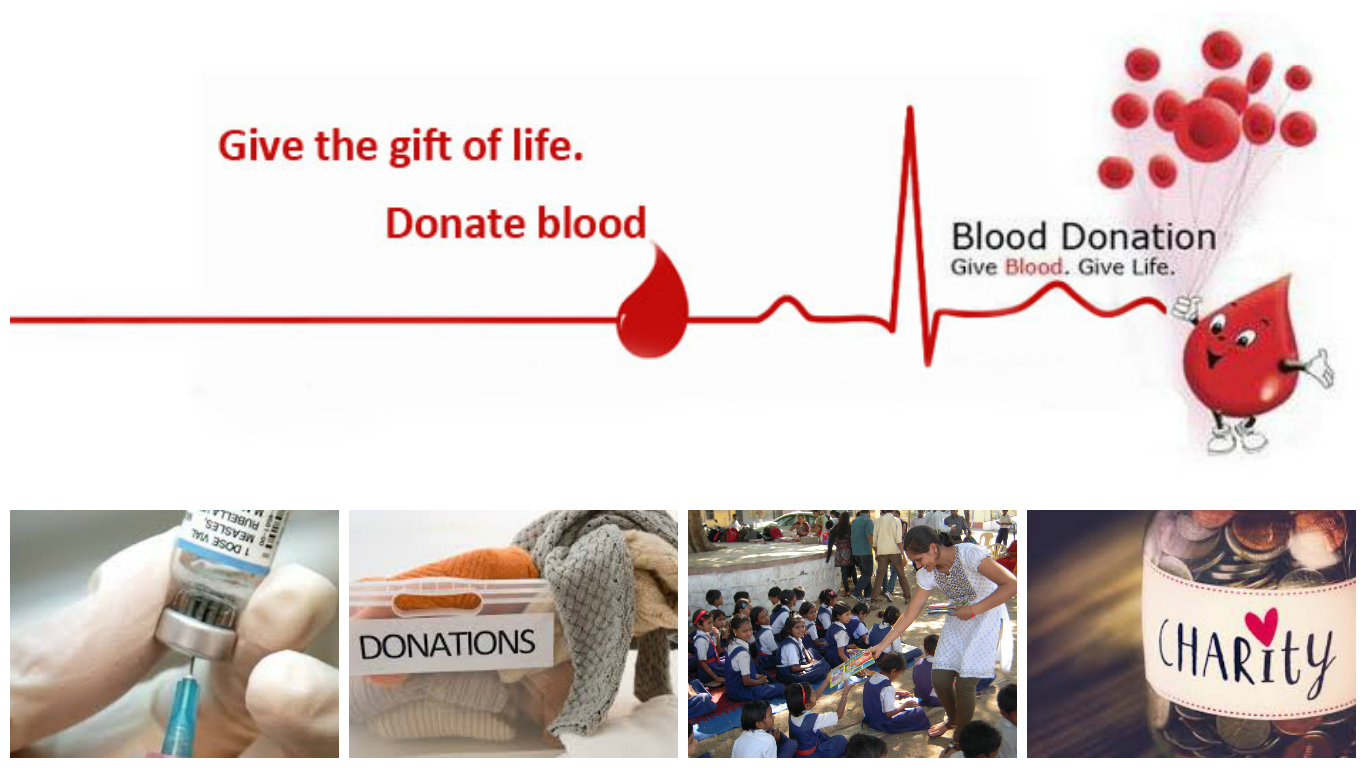 Give the gift of life.
Donate blood
Blood Donation
Give Blood. Give Life.
1 DOSE VIAL
MEASLES,
RUBELLA
DONATIONS
CHARITY